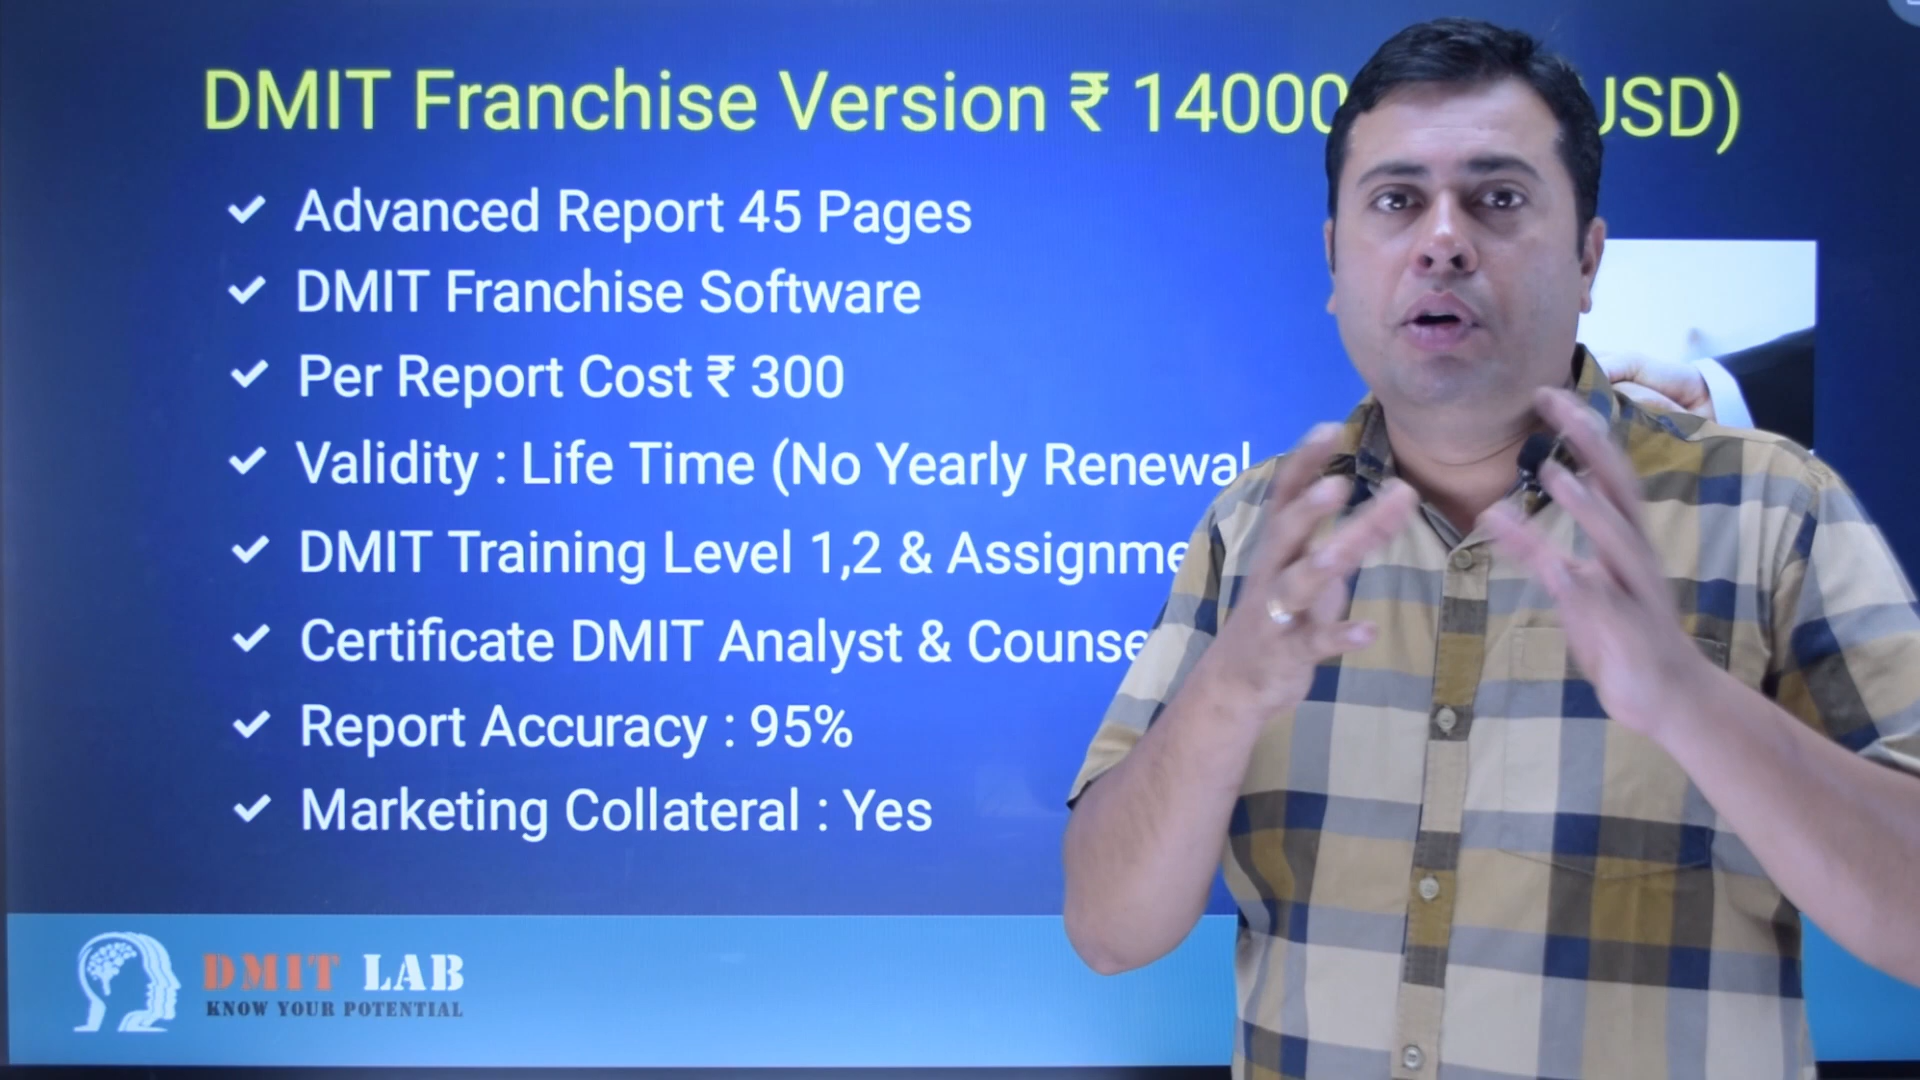 DMIT Franchise Version ₹ 14000 USD)
✔ Advanced Report 45 Pages
✔ DMIT Franchise Software
✔ Per Report Cost ₹ 300
✔ Validity : Life Time (No Yearly Renewal
✔ DMIT Training Level 1,2 & Assignme
✔ Certificate DMIT Analyst & Counse
✔ Report Accuracy : 95%
✔ Marketing Collateral : Yes
DMIT LAB
KNOW YOUR POTENTIAL